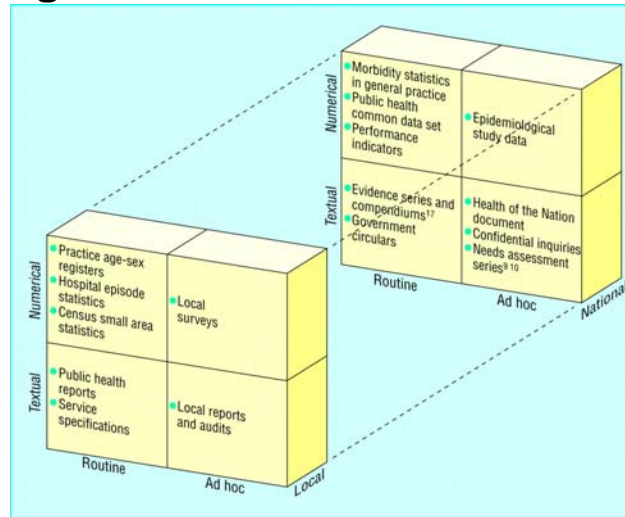 Numerical
Morbidity statistics
in general practice
Public health
common data set
Performance
indicators
Epidemiological
study data
Textual
Evidence series and
compendiums17
Government
circulars
Health of the Nation
document
Confidential inquiries
Needs assessment
series9 10
Routine
Ad hoc
National
Numerical
Practice age-sex
registers
Hospital episode
statistics
Census small area
statistics
Local
surveys
Textual
Public health
reports
Service
specifications
Local reports
and audits
Routine
Ad hoc
Local